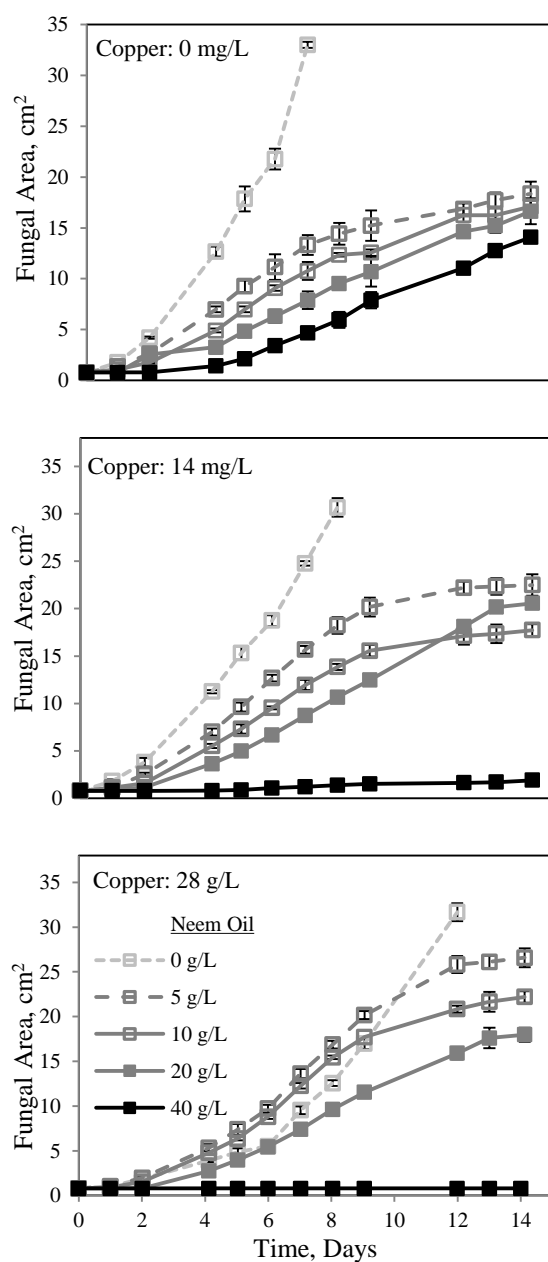 Copper: 0 mg/L
35
30
25
20
15
10
5
0
Fungal Area, cm²
Copper: 14 mg/L
35
30
25
20
15
10
5
0
Fungal Area, cm²
Copper: 28 g/L
Neem Oil
0 g/L
5 g/L
10 g/L
20 g/L
40 g/L
35
30
25
20
15
10
5
0
Fungal Area, cm²
0 2 4 6 8 10 12 14
Time, Days